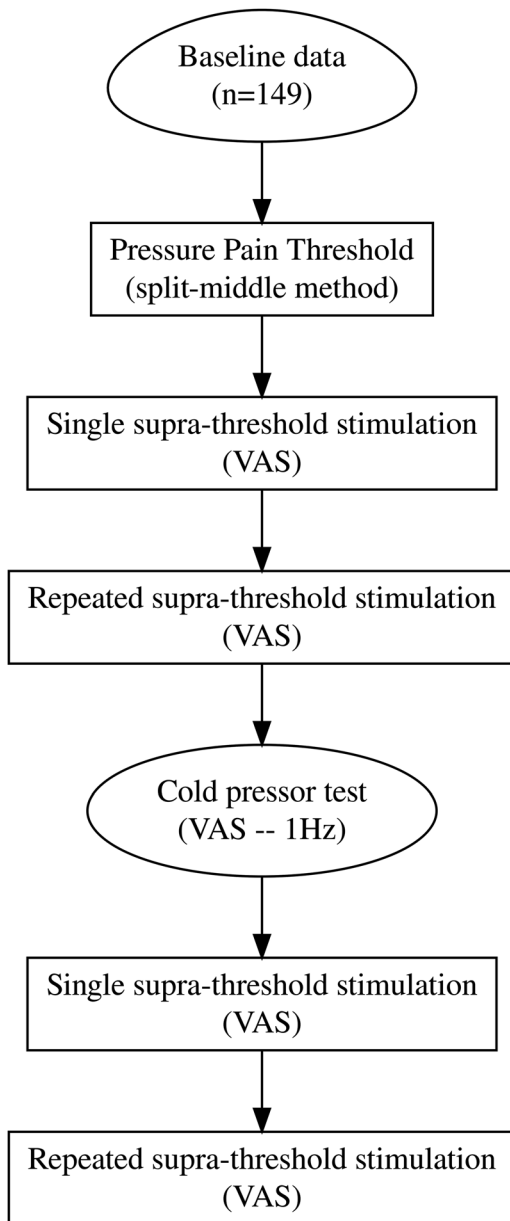 Baseline data
(n=149)
Pressure Pain Threshold
(split-middle method)
Single supra-threshold stimulation
(VAS)
Repeated supra-threshold stimulation
(VAS)
Cold pressor test
(VAS -- 1Hz)
Single supra-threshold stimulation
(VAS)
Repeated supra-threshold stimulation
(VAS)